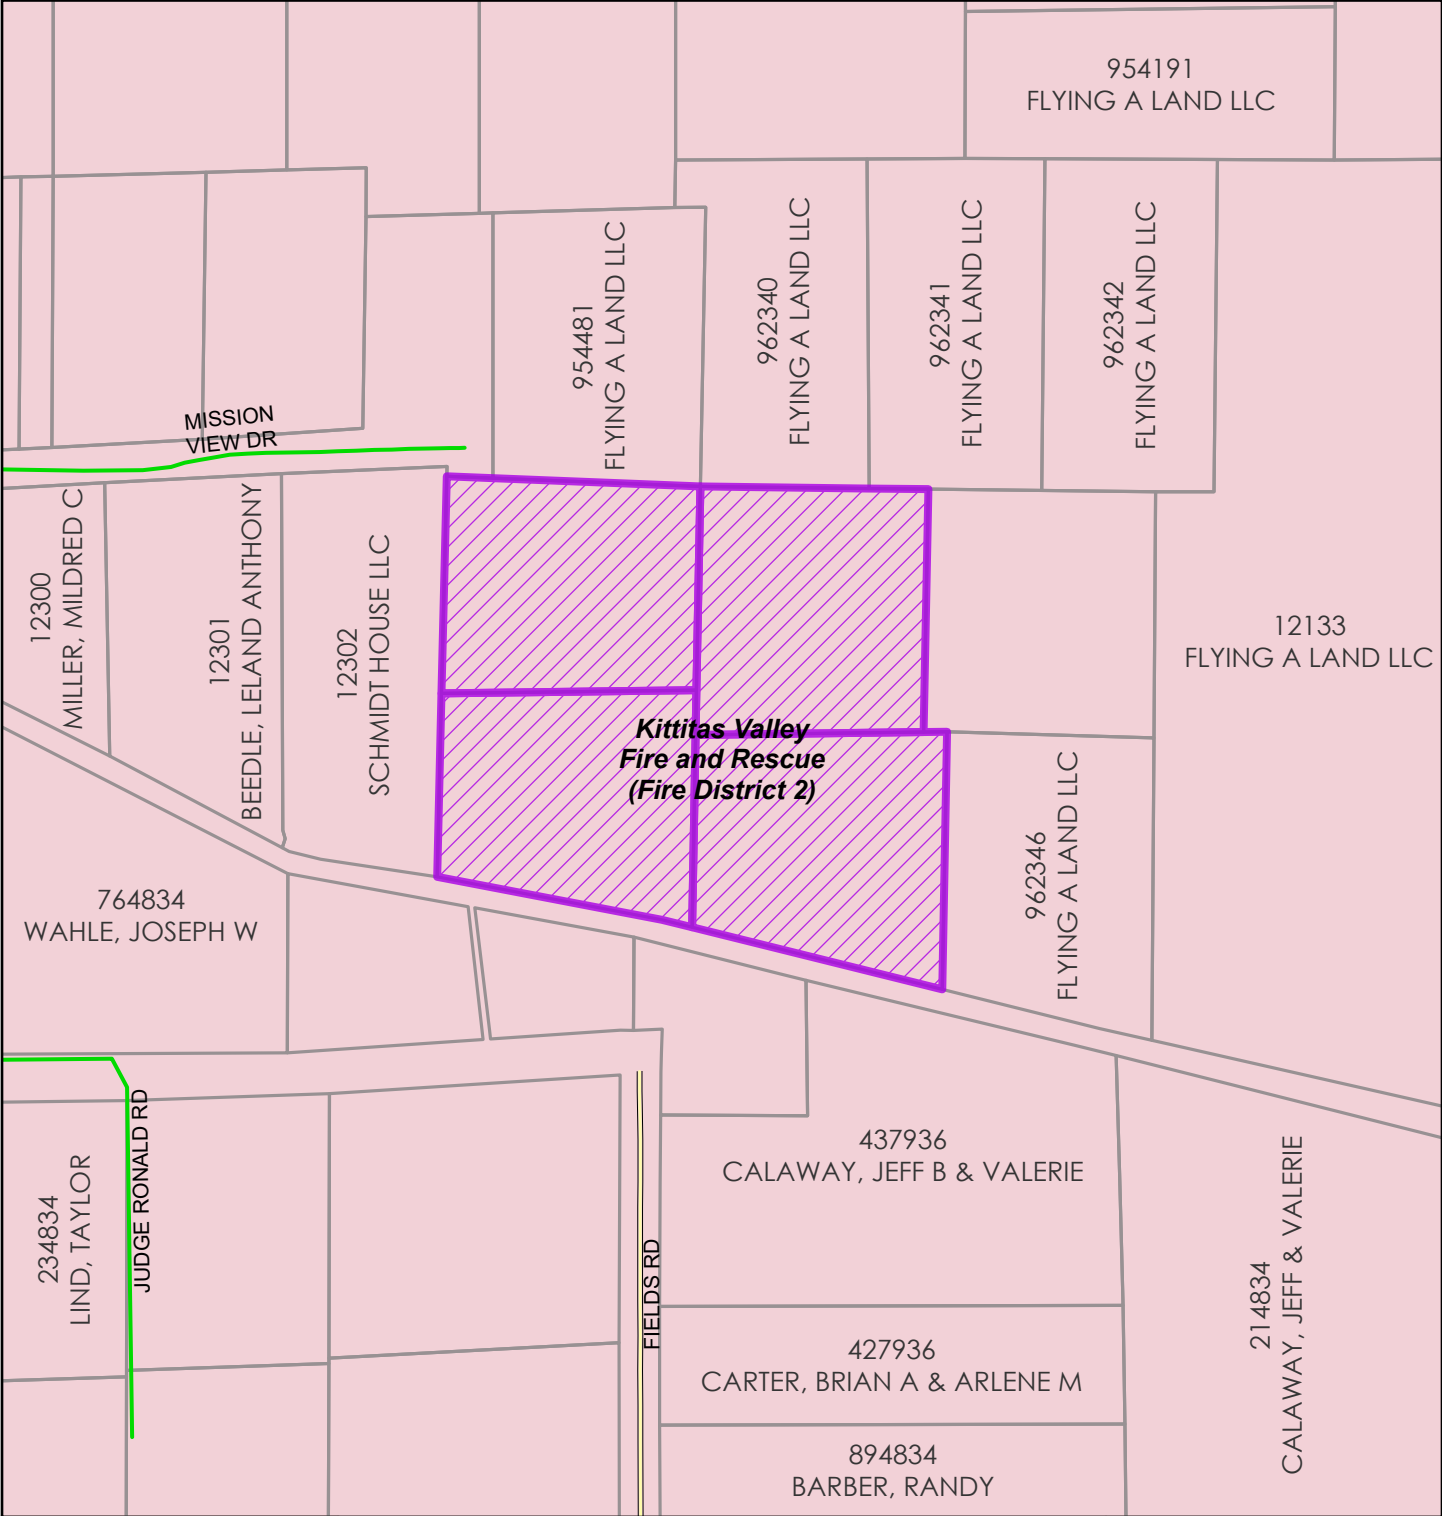 954191
FLYING A LAND LLC
954481
FLYING A LAND LLC
962340
FLYING A LAND LLC
962341
FLYING A LAND LLC
962342
FLYING A LAND LLC
MISSION
VIEW DR
12300
MILLER, MILDRED C
12301
BEEDLE, LELAND ANTHONY
12302
SCHMIDT HOUSE LLC
12133
FLYING A LAND LLC
Kittitas Valley
Fire and Rescue
(Fire District 2)
962346
FLYING A LAND LLC
764834
WAHLE, JOSEPH W
234834
LIND, TAYLOR
JUDGE RONALD RD
FIELDS RD
437936
CALAWAY, JEFF B & VALERIE
214834
CALAWAY, JEFF & VALERIE
427936
CARTER, BRIAN A & ARLENE M
894834
BARBER, RANDY